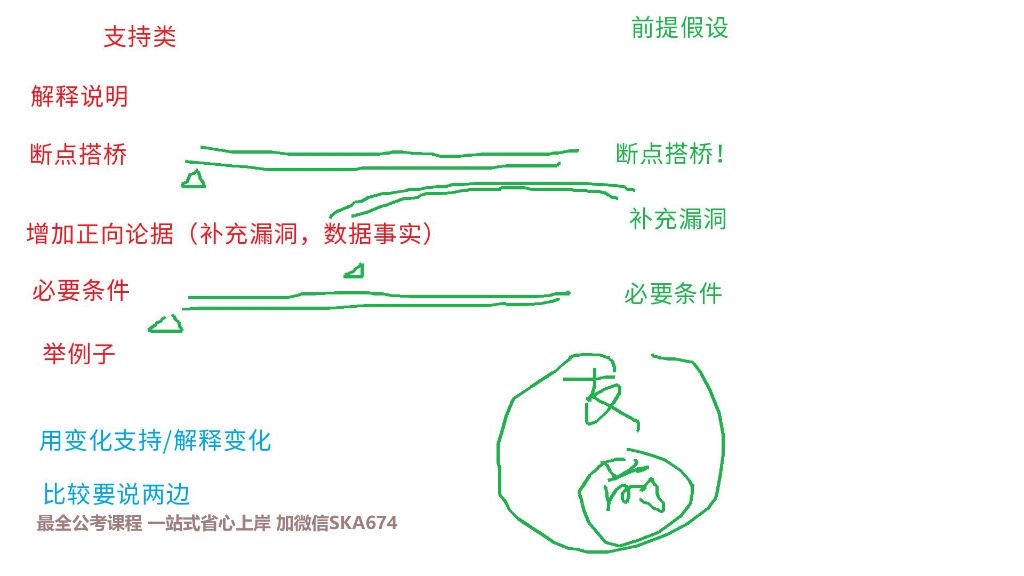 支持类
前提假设
解释说明
断点搭桥
断点搭桥！
补充漏洞
增加正向论据（补充漏洞，数据事实）
必要条件
必要条件
举例子
支
前
用变化支持/解释变化
比较要说两边
最全公考课程 一站式省心上岸 加微信SKA674